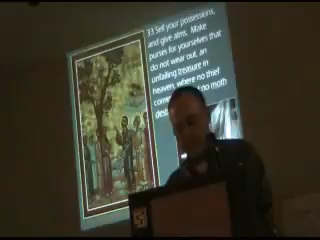 33 Sell your possessions,
and give alms. Make
purses for yourselves that
do not wear out, an
unfailing treasure in
heaven, where no thief
no moth